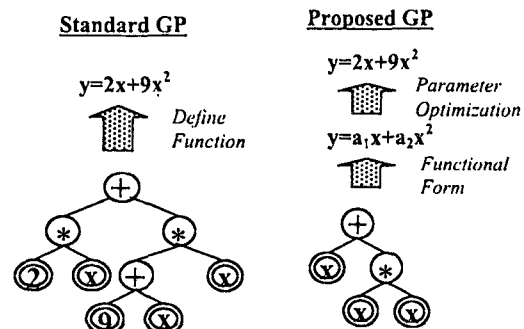 Standard GP
y=2x+9x²
Define
Function
+
* *
2 x + x
9 x
Proposed GP
y=2x+9x²
Parameter
Optimization
y=a₁x+a₂x²
Functional
Form
+
x *
x x